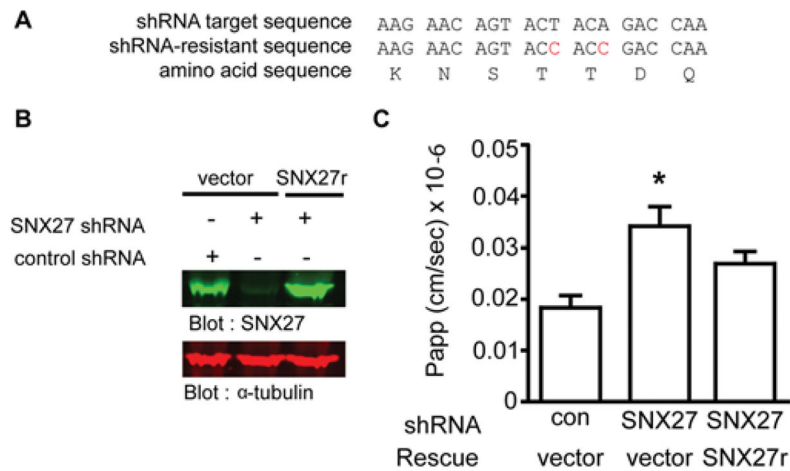 A
shRNA target sequence AAG AAC AGT ACT ACA GAC CAA
shRNA-resistant sequence AAG AAC AGT ACC ACC GAC CAA
amino acid sequence K N S T T D Q
B
vector SNX27r
SNX27 shRNA - + +
control shRNA + - -
Blot : SNX27
Blot : α-tubulin
C
Papp (cm/sec) x 10-6
0.05
0.04
0.03
0.02
0.01
0
*
shRNA con SNX27 SNX27
Rescue vector vector SNX27r